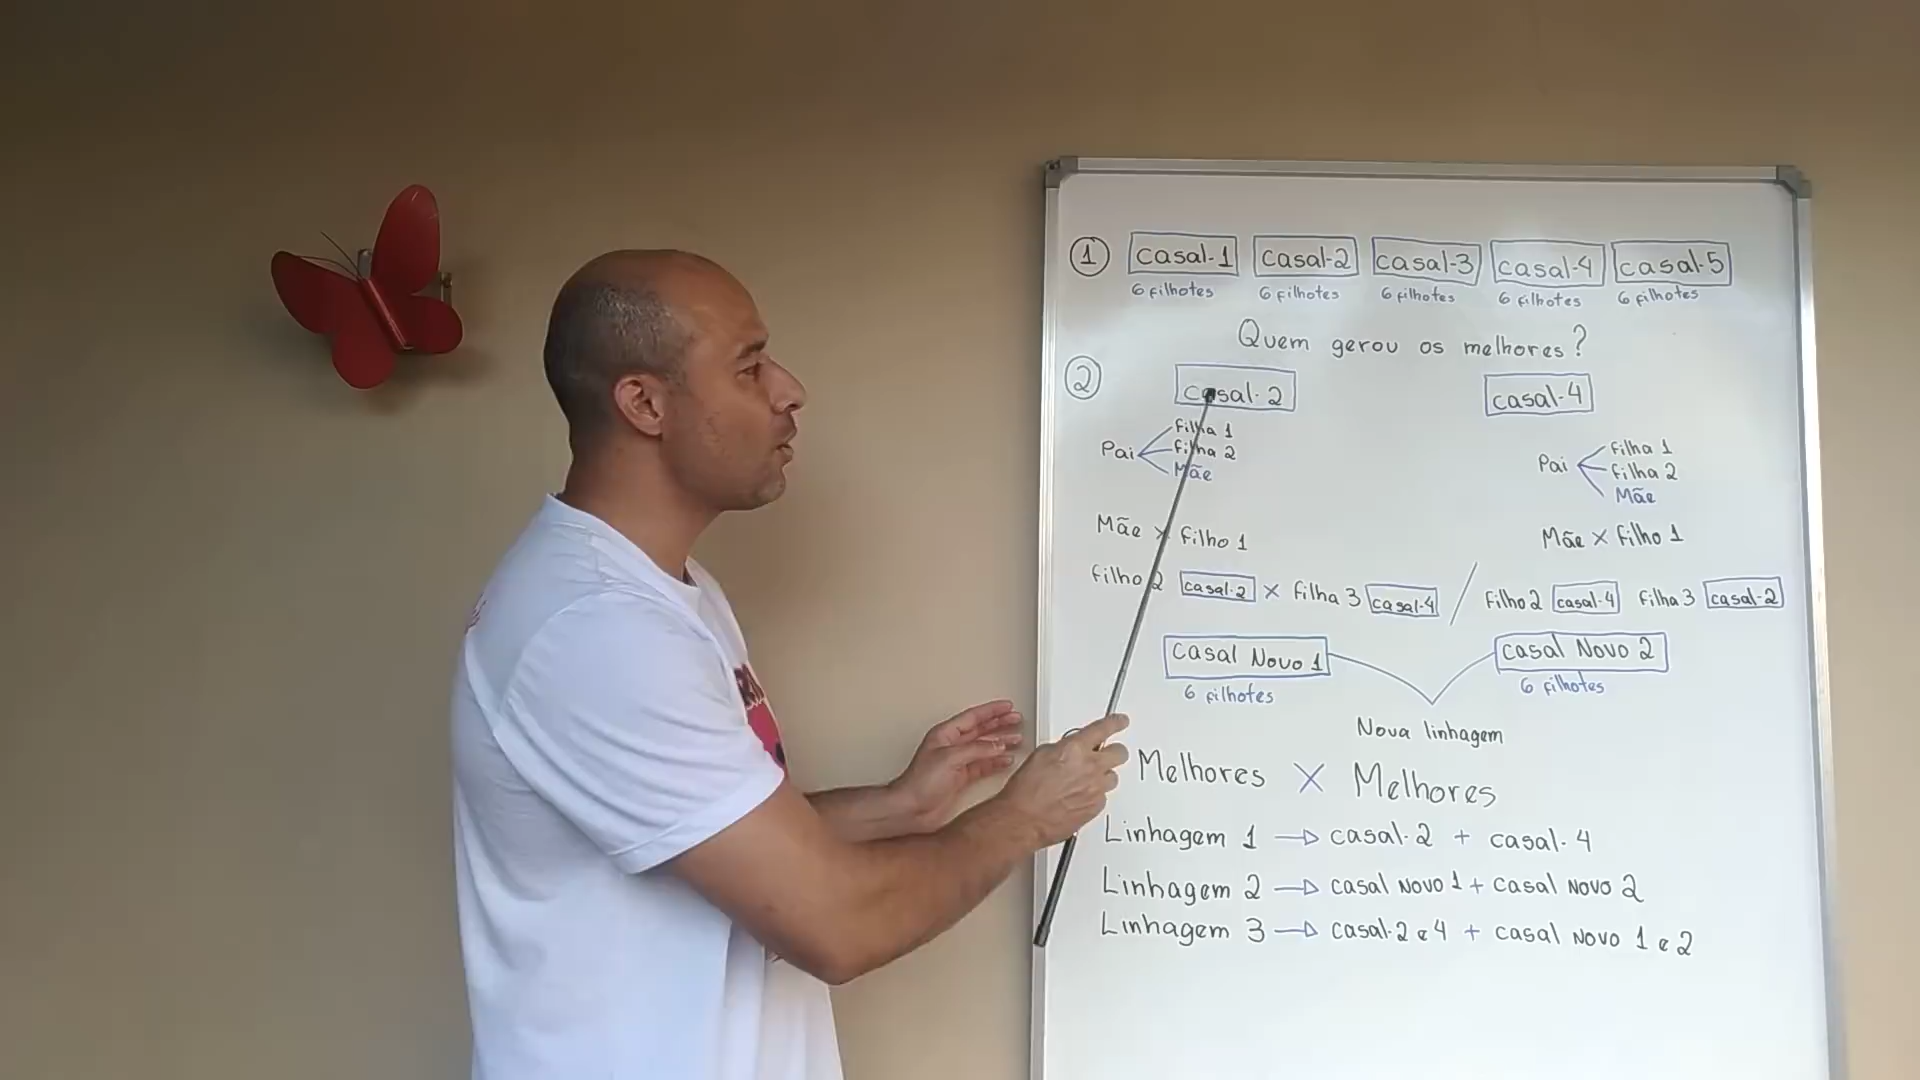 1 casal-1 casal-2 casal-3 casal-4 casal-5
6 filhotes 6 filhotes 6 filhotes 6 filhotes 6 filhotes
Quem gerou os melhores?
2 casal-2 casal-4
Pai filha 1
filha 2
Mãe
Pai filha 1
filha 2
Mãe
Mãe x filho 1 Mãe x filho 1
filho 2 casal-2 x filha 3 casal-4 / filho 2 casal-4 filha 3 casal-2
casal Novo 1 casal Novo 2
6 filhotes 6 filhotes
Nova linhagem
Melhores X Melhores
Linhagem 1 → casal-2 + casal-4
Linhagem 2 → casal Novo 1 + casal Novo 2
Linhagem 3 → casal-2 e 4 + casal Novo 1 e 2